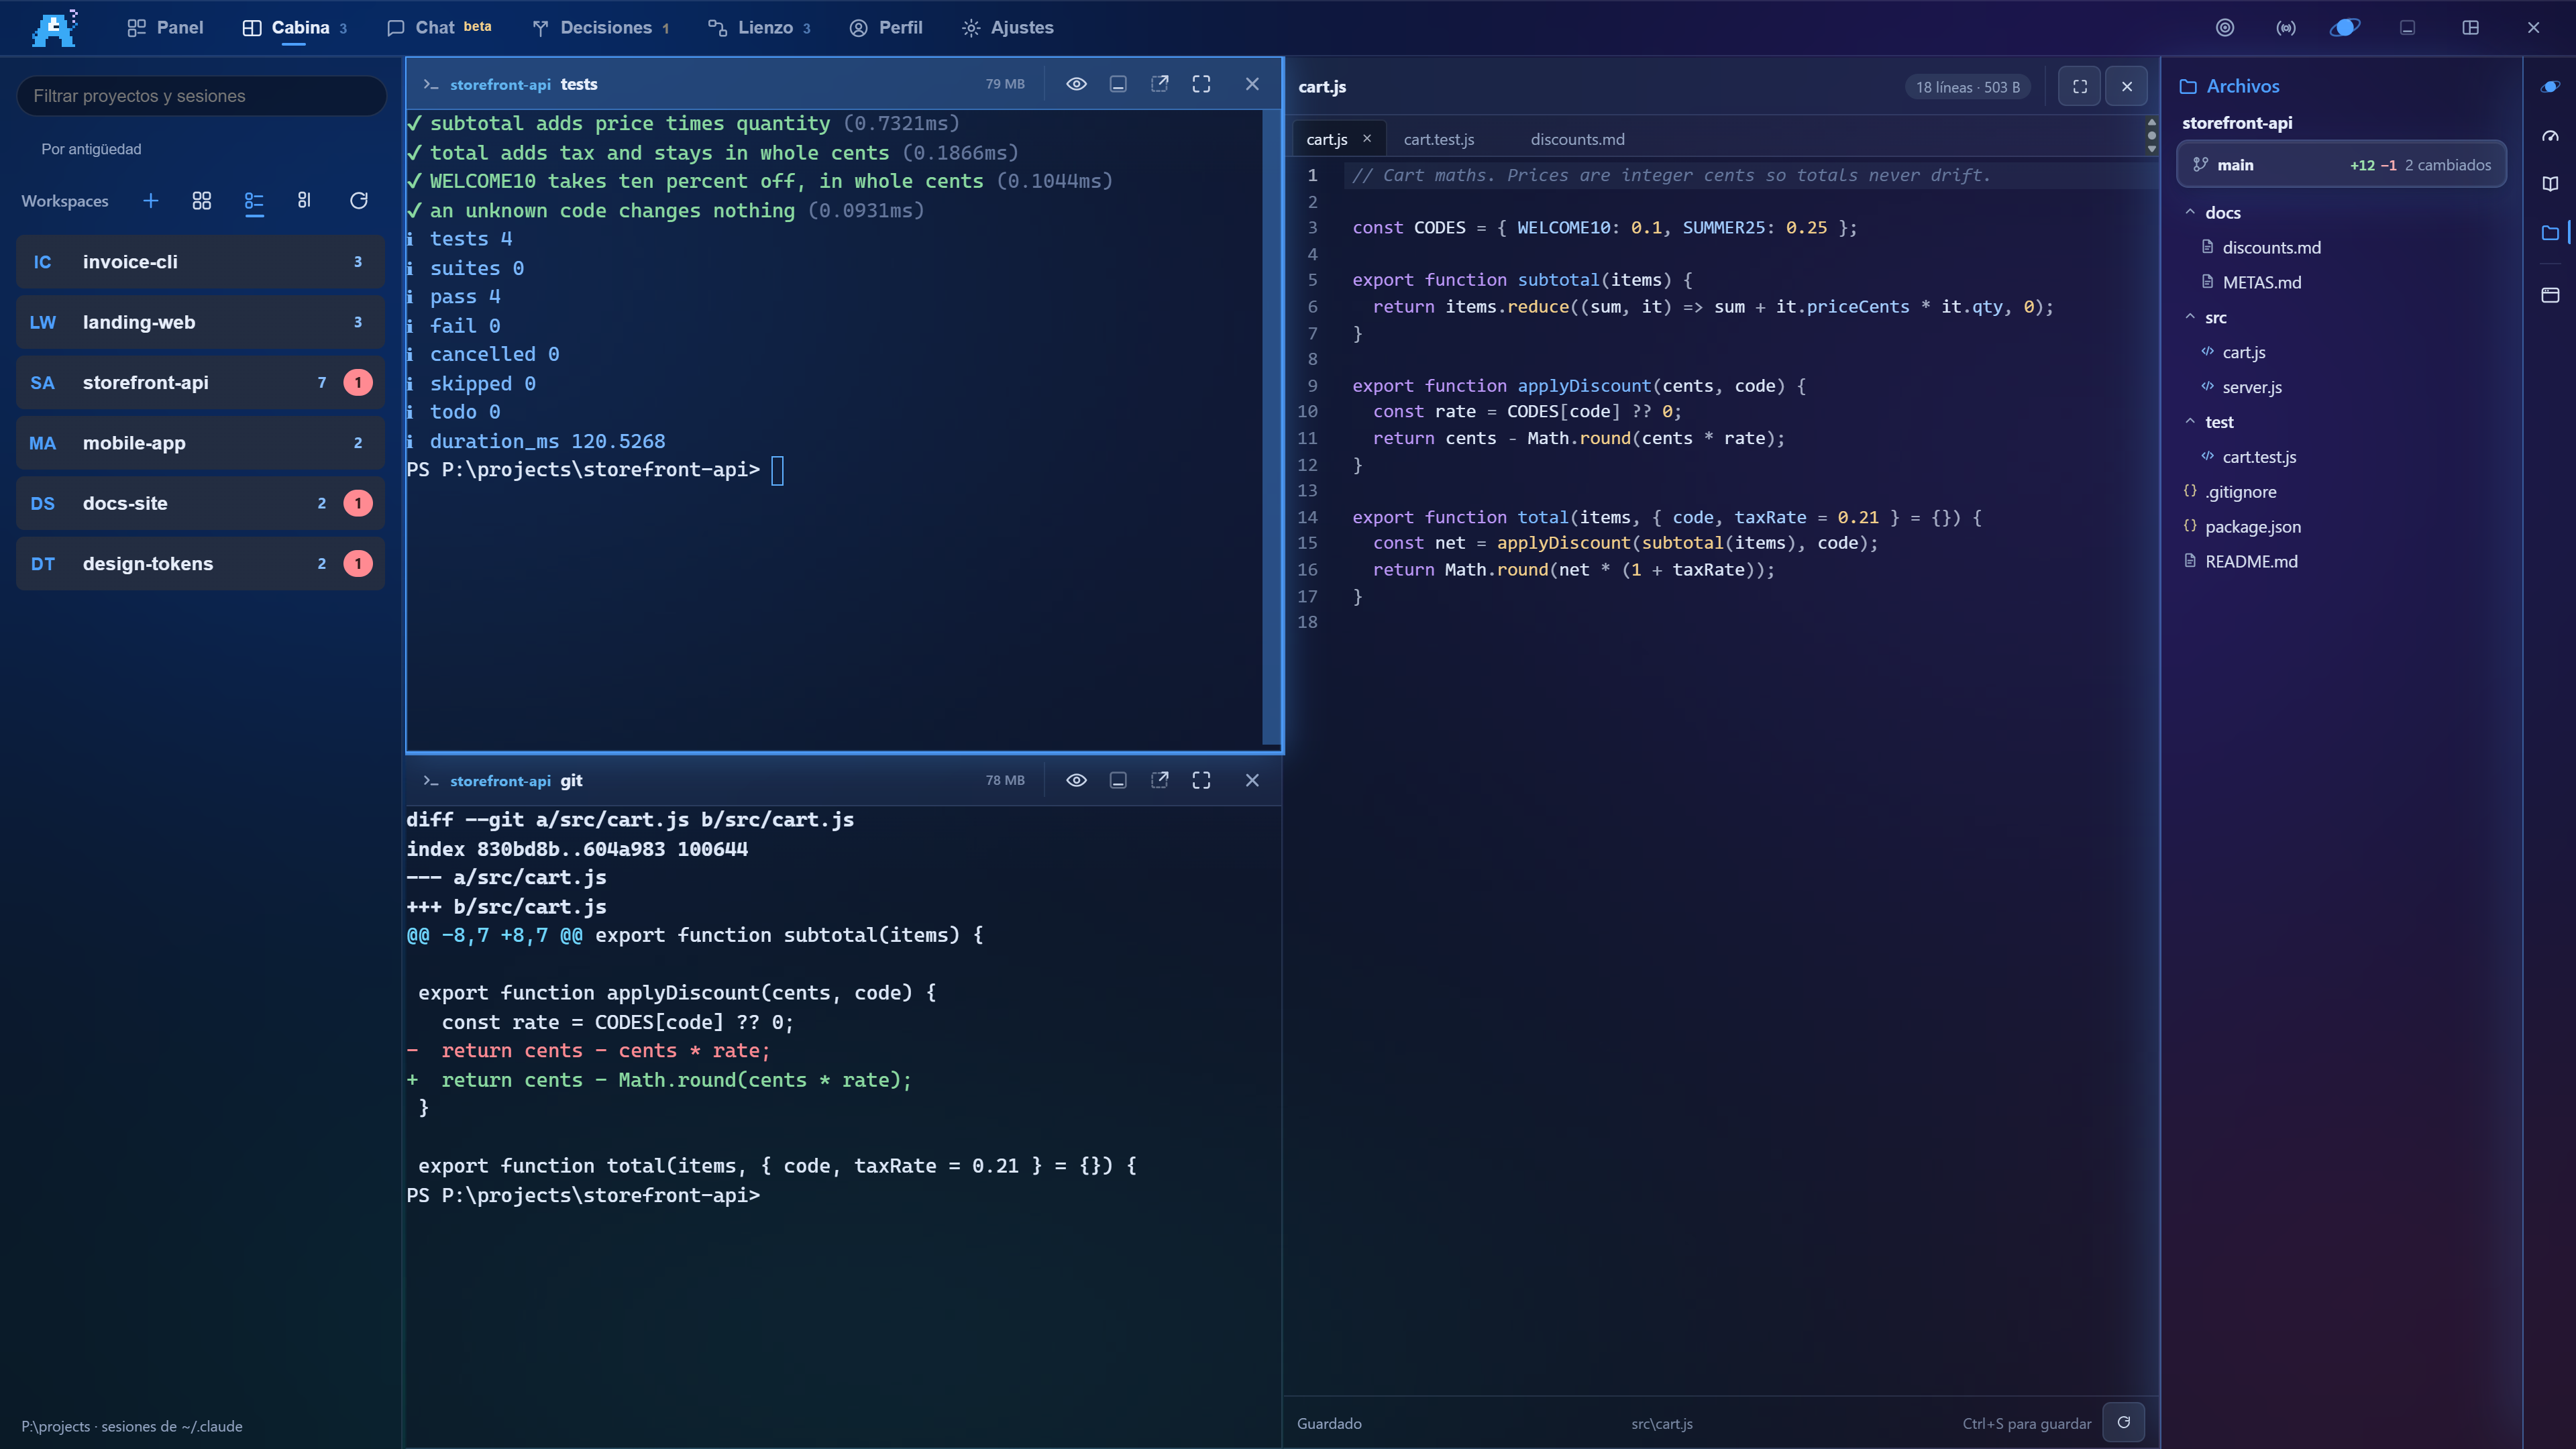 Panel
Cabina 3
Chat beta
Decisiones 1
Lienzo 3
Perfil
Ajustes
Filtrar proyectos y sesiones
Por antigüedad
Workspaces
IC invoice-cli 3
LW landing-web 3
SA storefront-api 7 1
MA mobile-app 2
DS docs-site 2 1
DT design-tokens 2 1
P:\projects · sesiones de ~/.claude
storefront-api tests 79 MB
✔ subtotal adds price times quantity (0.7321ms)
✔ total adds tax and stays in whole cents (0.1866ms)
✔ WELCOME10 takes ten percent off, in whole cents (0.1044ms)
✔ an unknown code changes nothing (0.0931ms)
ℹ tests 4
ℹ suites 0
ℹ pass 4
ℹ fail 0
ℹ cancelled 0
ℹ skipped 0
ℹ todo 0
ℹ duration_ms 120.5268
PS P:\projects\storefront-api>
storefront-api git 78 MB
diff --git a/src/cart.js b/src/cart.js
index 830bd8b..604a983 100644
--- a/src/cart.js
+++ b/src/cart.js
@@ -8,7 +8,7 @@ export function subtotal(items) {
export function applyDiscount(cents, code) {
const rate = CODES[code] ?? 0;
- return cents - cents * rate;
+ return cents - Math.round(cents * rate);
}
export function total(items, { code, taxRate = 0.21 } = {}) {
PS P:\projects\storefront-api>
cart.js 18 líneas · 503 B
cart.js cart.test.js discounts.md
1 // Cart maths. Prices are integer cents so totals never drift.
2
3 const CODES = { WELCOME10: 0.1, SUMMER25: 0.25 };
4
5 export function subtotal(items) {
6 return items.reduce((sum, it) => sum + it.priceCents * it.qty, 0);
7 }
8
9 export function applyDiscount(cents, code) {
10 const rate = CODES[code] ?? 0;
11 return cents - Math.round(cents * rate);
12 }
13
14 export function total(items, { code, taxRate = 0.21 } = {}) {
15 const net = applyDiscount(subtotal(items), code);
16 return Math.round(net * (1 + taxRate));
17 }
18
Guardado src\cart.js Ctrl+S para guardar
Archivos
storefront-api
main +12 −1 2 cambiados
docs
discounts.md
METAS.md
src
cart.js
server.js
test
cart.test.js
.gitignore
package.json
README.md